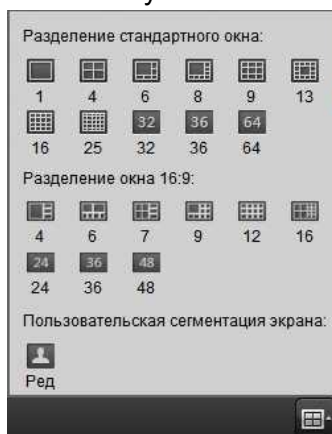 Разделение стандартного окна:
1 4 6 8 9 13
32 36 64
16 25 32 36 64
Разделение окна 16:9:
4 6 7 9 12 16
24 36 48
24 36 48
Пользовательская сегментация экрана:
Ред